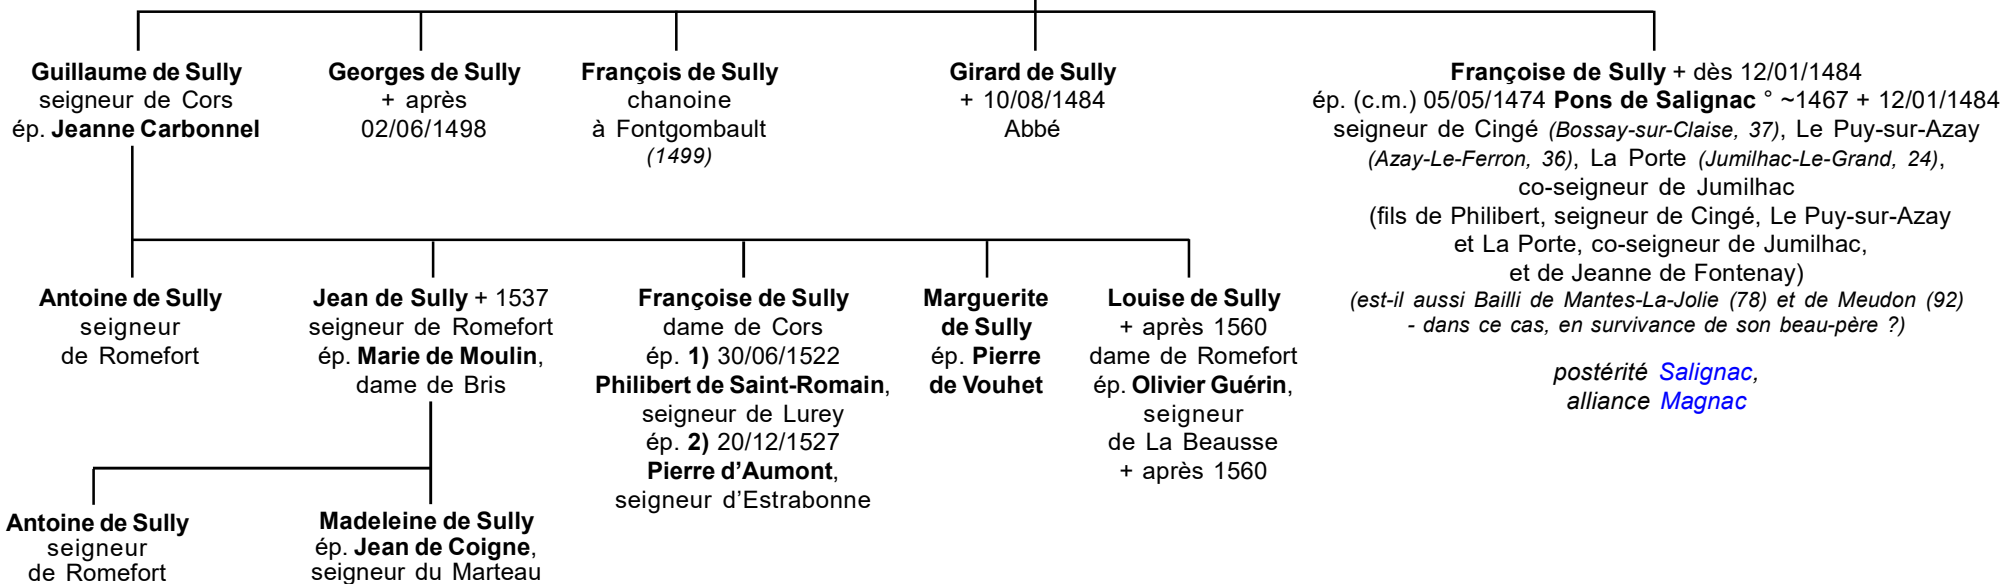 Guillaume de Sully
seigneur de Cors
ép. Jeanne Carbonnel
Georges de Sully
+ après
02/06/1498
François de Sully
chanoine
à Fontgombault
(1499)
Girard de Sully
+ 10/08/1484
Abbé
Françoise de Sully + dès 12/01/1484
ép. (c.m.) 05/05/1474 Pons de Salignac ° ~1467 + 12/01/1484
seigneur de Cingé (Bossay-sur-Claise, 37), Le Puy-sur-Azay
(Azay-Le-Ferron, 36), La Porte (Jumilhac-Le-Grand, 24),
co-seigneur de Jumilhac
(fils de Philibert, seigneur de Cingé, Le Puy-sur-Azay
et La Porte, co-seigneur de Jumilhac,
et de Jeanne de Fontenay)
(est-il aussi Bailli de Mantes-La-Jolie (78) et de Meudon (92)
- dans ce cas, en survivance de son beau-père ?)
postérité Salignac,
alliance Magnac
Antoine de Sully
seigneur
de Romefort
Jean de Sully + 1537
seigneur de Romefort
ép. Marie de Moulin,
dame de Bris
Françoise de Sully
dame de Cors
ép. 1) 30/06/1522
Philibert de Saint-Romain,
seigneur de Lurey
ép. 2) 20/12/1527
Pierre d'Aumont,
seigneur d'Estrabonne
Marguerite
de Sully
ép. Pierre
de Vouhet
Louise de Sully
+ après 1560
dame de Romefort
ép. Olivier Guérin,
seigneur
de La Beausse
+ après 1560
Antoine de Sully
seigneur
de Romefort
Madeleine de Sully
ép. Jean de Coigne,
seigneur du Marteau